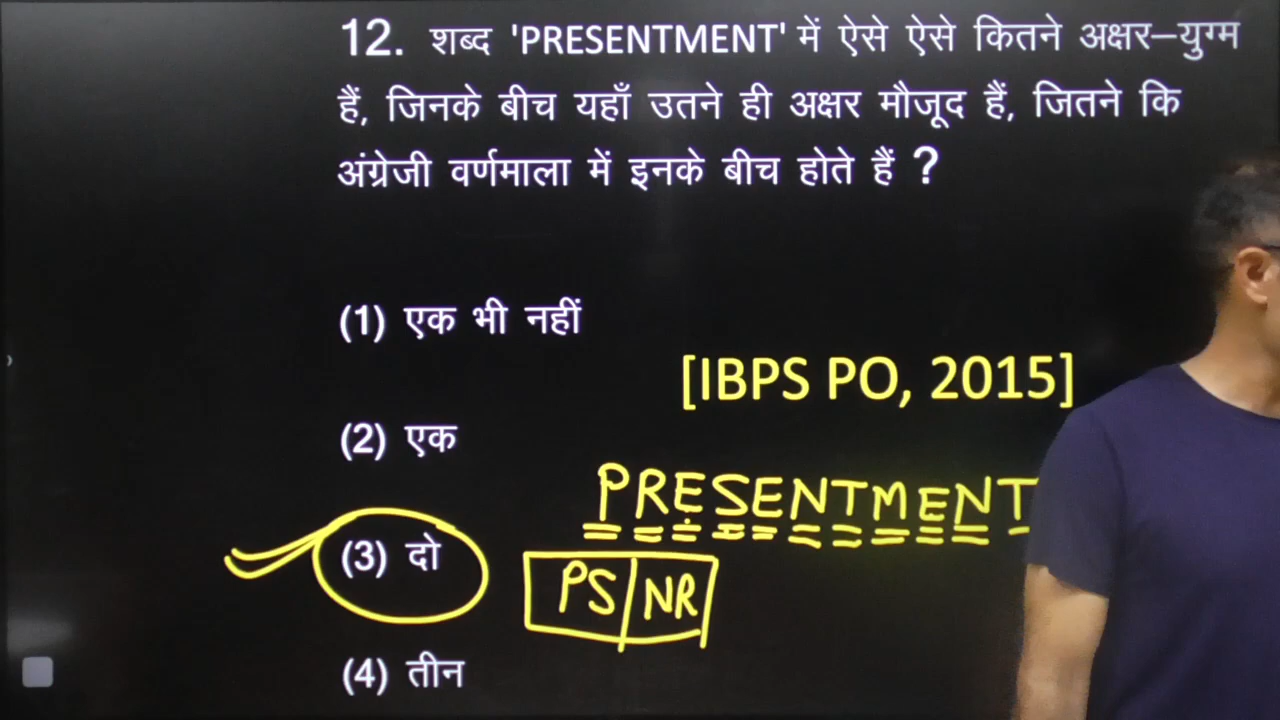 12. शब्द 'PRESENTMENT' में ऐसे ऐसे कितने अक्षर–युग्म
हैं, जिनके बीच यहाँ उतने ही अक्षर मौजूद हैं, जितने कि
अंग्रेजी वर्णमाला में इनके बीच होते हैं ?
(1) एक भी नहीं
[IBPS PO, 2015]
(2) एक
PRESENTMENT
(3) दो
PS NR
(4) तीन